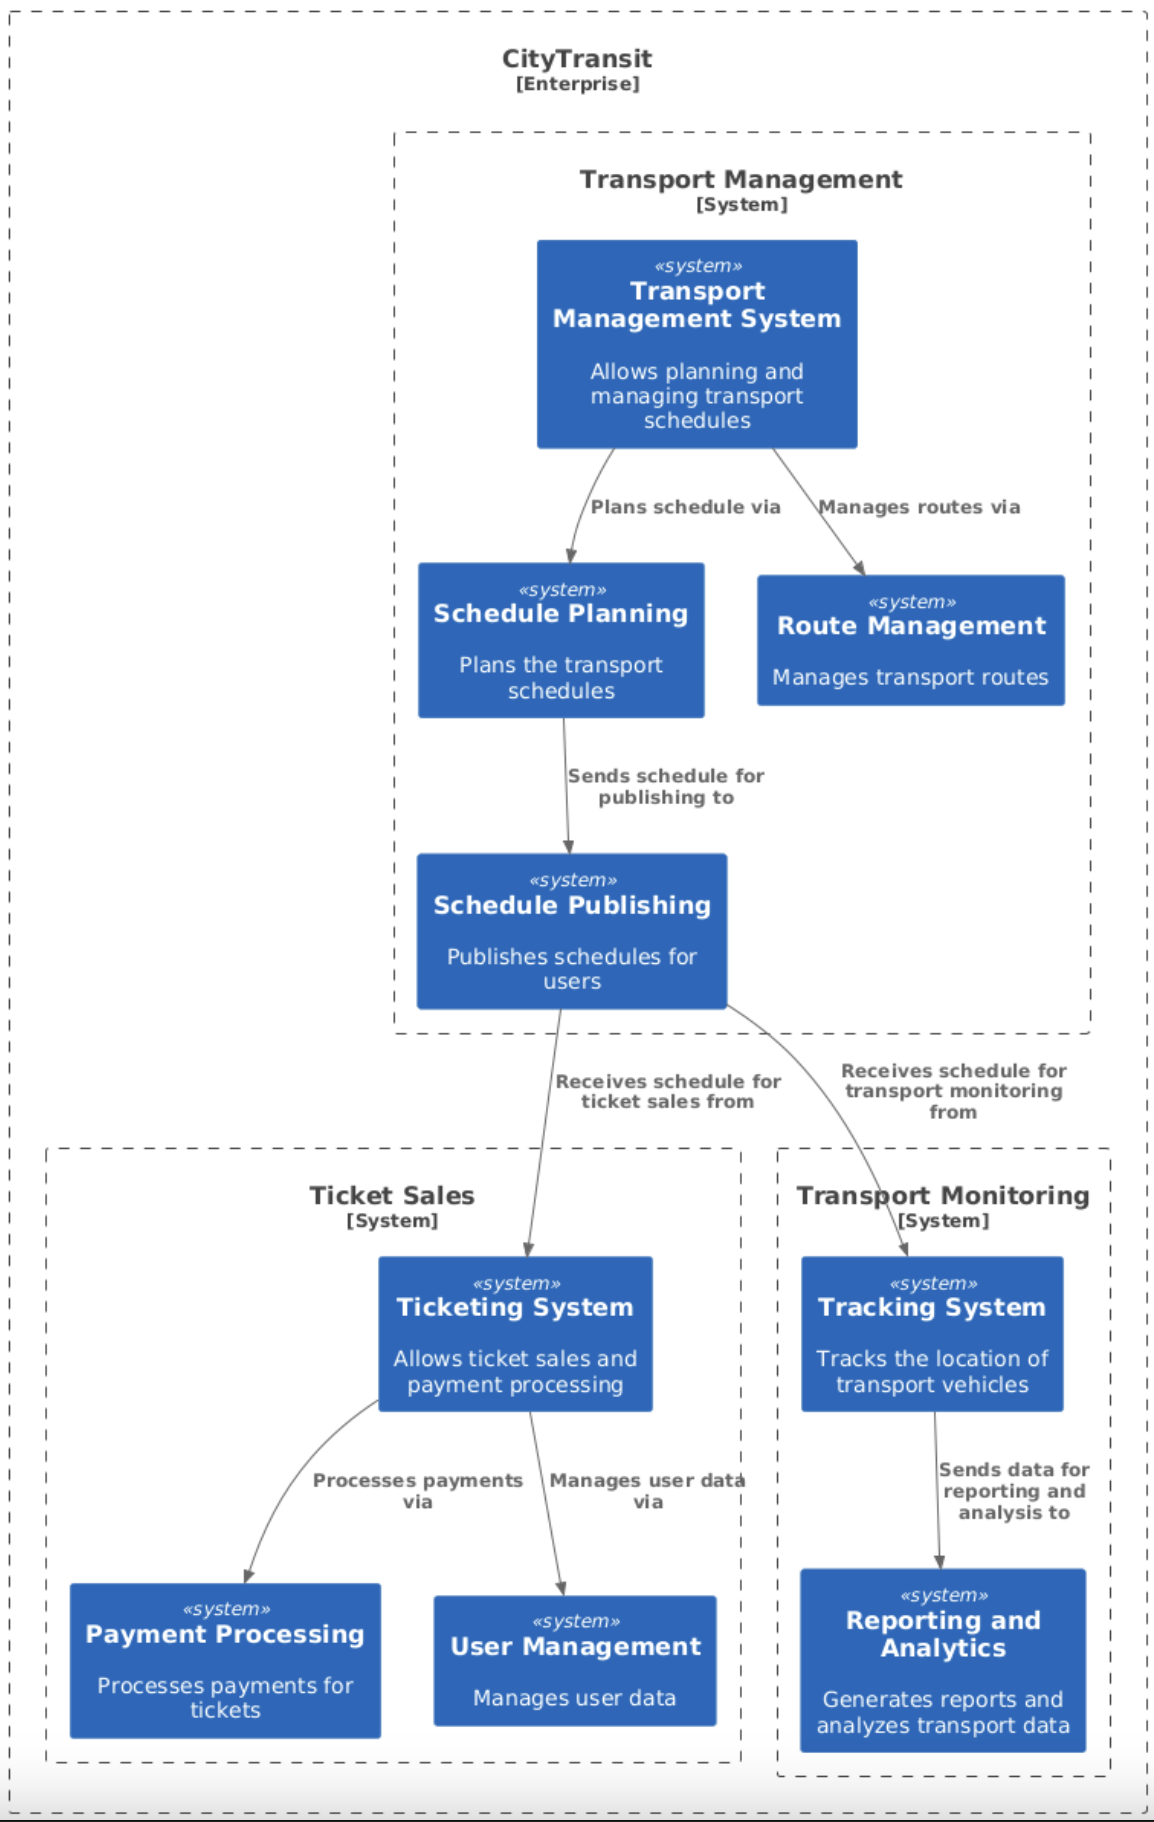 CityTransit
[Enterprise]
Transport Management
[System]
«system»
Transport
Management System
Allows planning and
managing transport
schedules
Plans schedule via
Manages routes via
«system»
Schedule Planning
Plans the transport
schedules
«system»
Route Management
Manages transport routes
Sends schedule for
publishing to
«system»
Schedule Publishing
Publishes schedules for
users
Receives schedule for
ticket sales from
Receives schedule for
transport monitoring
from
Ticket Sales
[System]
Transport Monitoring
[System]
«system»
Ticketing System
Allows ticket sales and
payment processing
«system»
Tracking System
Tracks the location of
transport vehicles
Processes payments
via
Manages user data
via
Sends data for
reporting and
analysis to
«system»
Payment Processing
Processes payments for
tickets
«system»
User Management
Manages user data
«system»
Reporting and
Analytics
Generates reports and
analyzes transport data